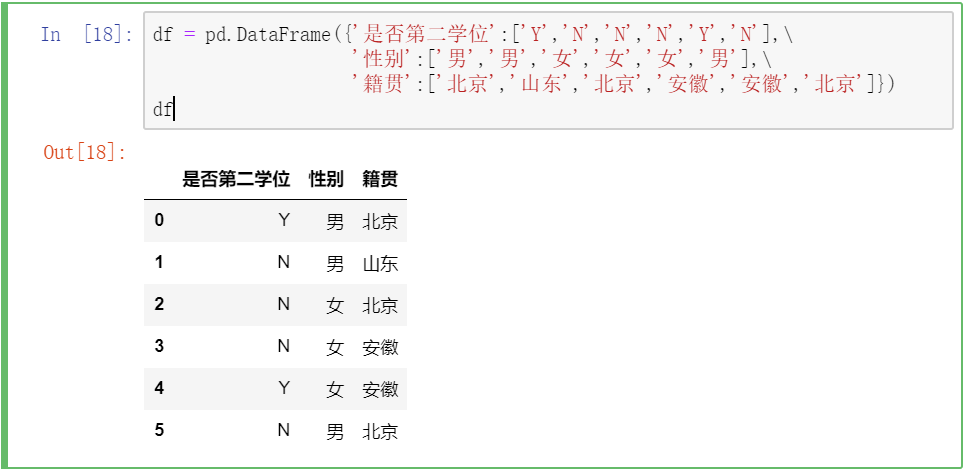 In [18]: df = pd.DataFrame({'是否第二学位':['Y','N','N','N','Y','N'],\
'性别':['男','男','女','女','女','男'],\
'籍贯':['北京','山东','北京','安徽','安徽','北京']})
df
Out[18]:
是否第二学位 性别 籍贯
0 Y 男 北京
1 N 男 山东
2 N 女 北京
3 N 女 安徽
4 Y 女 安徽
5 N 男 北京